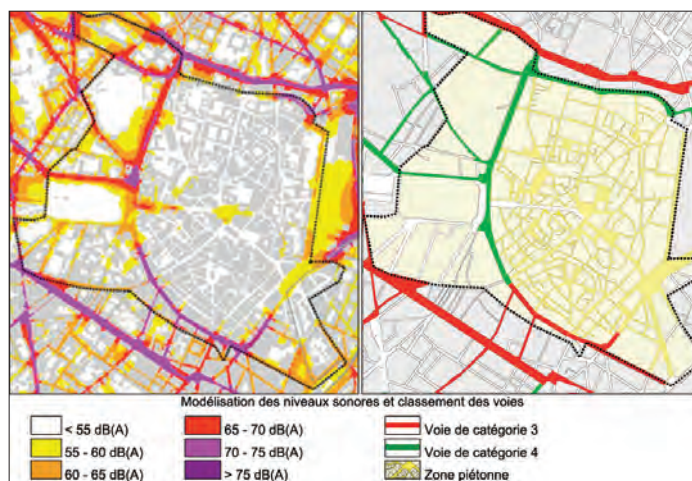 Modélisation des niveaux sonores et classement des voies
< 55 dB(A)
55 - 60 dB(A)
60 - 65 dB(A)
65 - 70 dB(A)
70 - 75 dB(A)
> 75 dB(A)
Voie de catégorie 3
Voie de catégorie 4
Zone piétonne